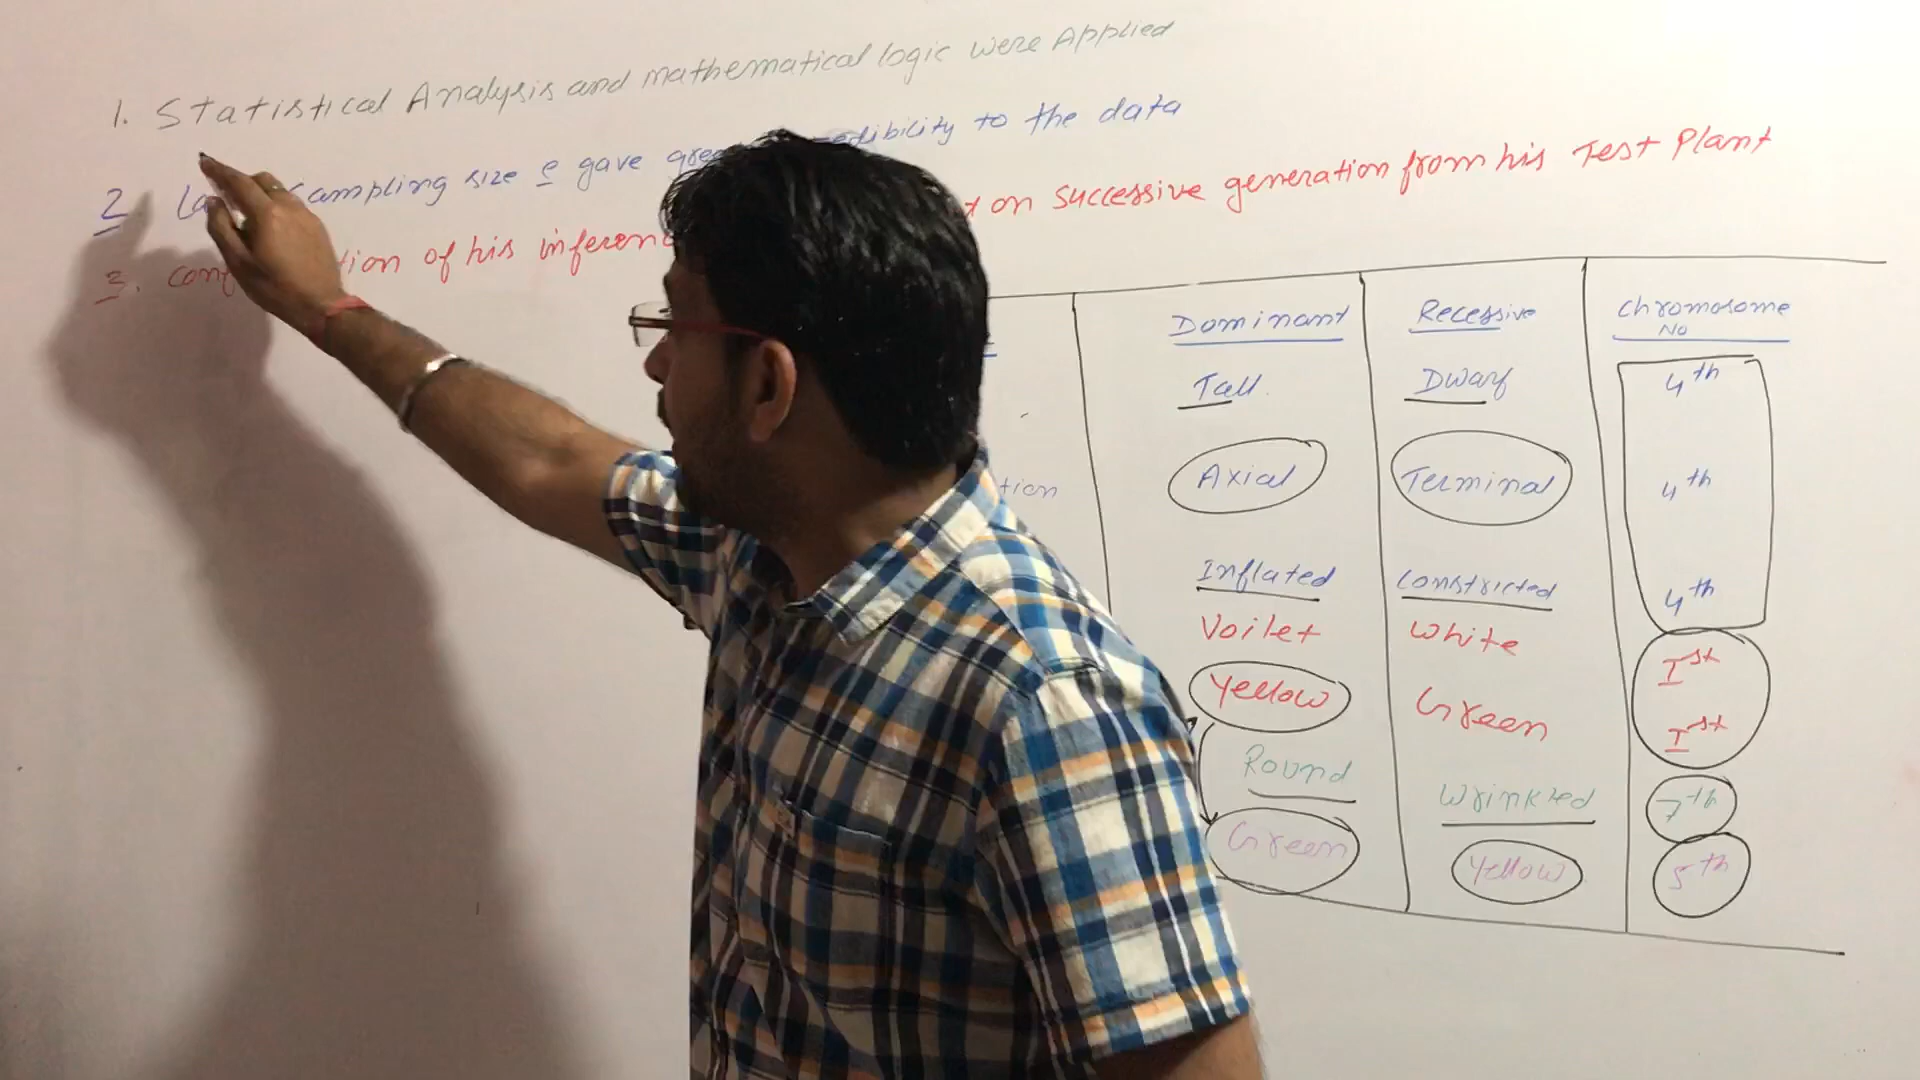 1. Statistical Analysis and mathematical logic were Applied
2 sampling size e gave to the data
3. of his on successive generation from his Test Plant
Dominant Recessive Chromosome No
Tall Dwarf 4th
Axial Terminal 4th
Inflated Constricted 4th
Voilet White Ist
Yellow Green Ist
Round Wrinkled 7th
Green Yellow 5th